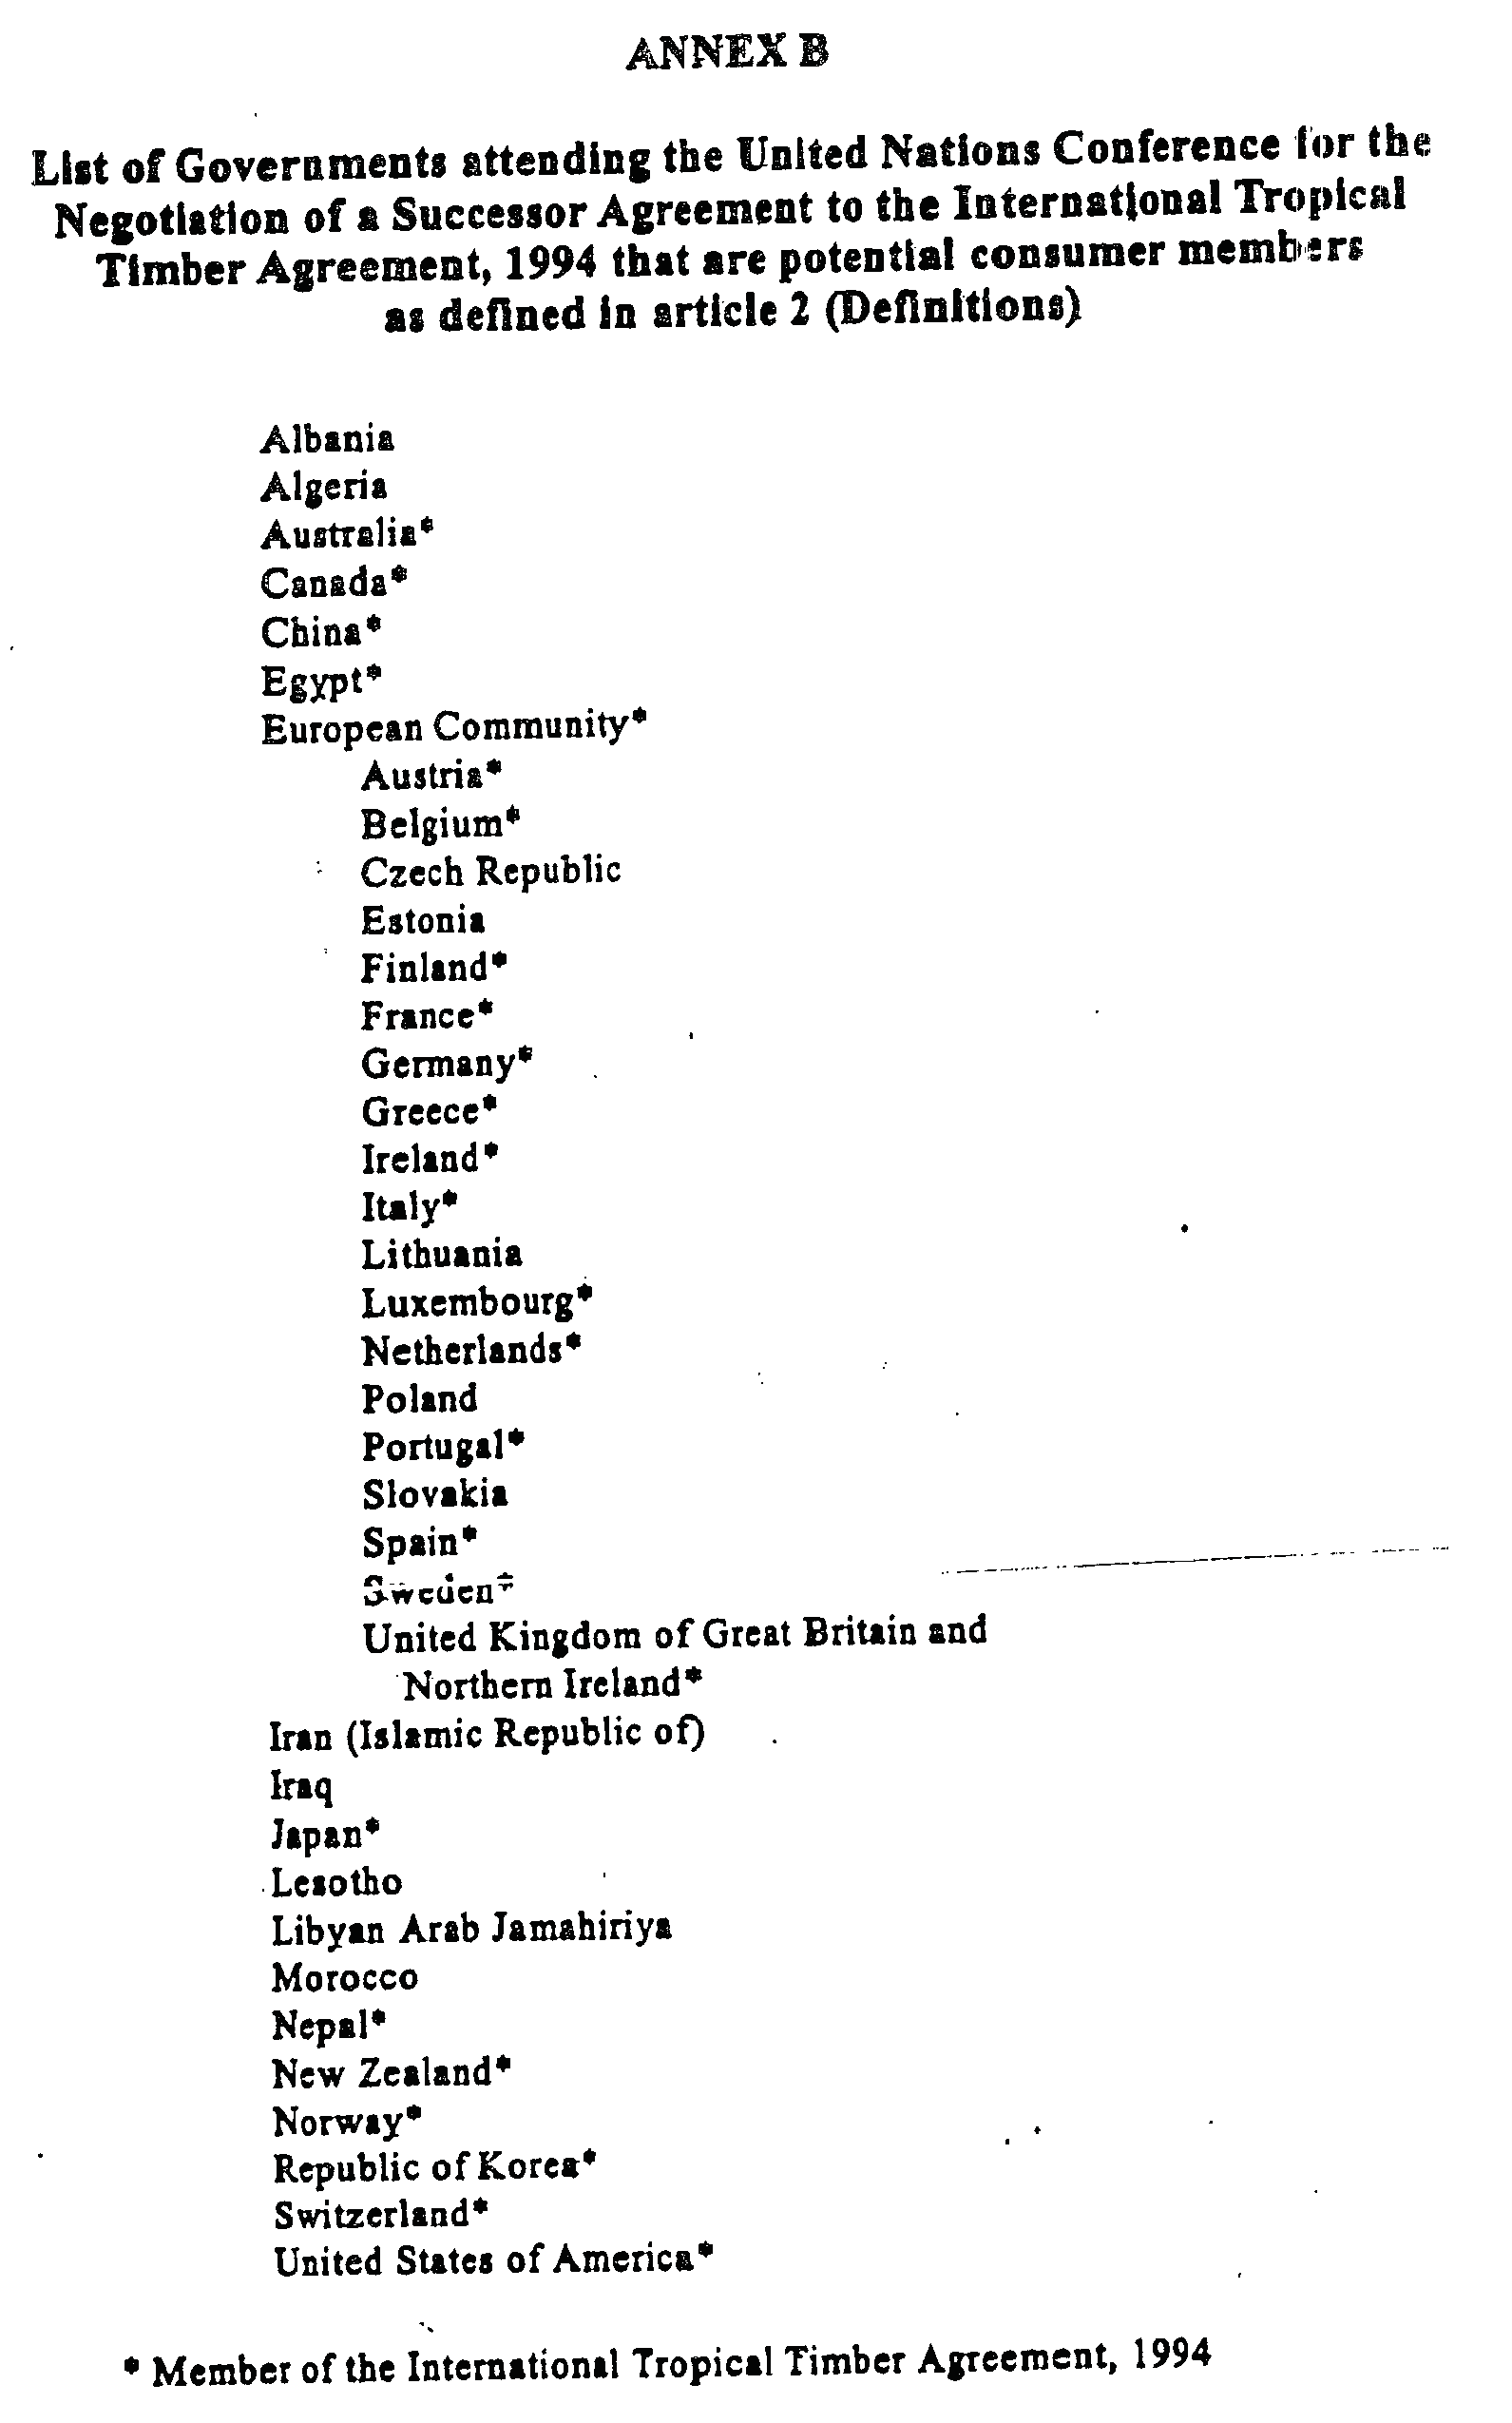 ANNEX B
List of Governments attending the United Nations Conference for the
Negotiation of a Successor Agreement to the International Tropical
Timber Agreement, 1994 that are potential consumer members
as defined in article 2 (Definitions)
Albania
Algeria
Australia*
Canada*
China*
Egypt*
European Community*
Austria*
Belgium*
Czech Republic
Estonia
Finland*
France*
Germany*
Greece*
Ireland*
Italy*
Lithuania
Luxembourg*
Netherlands*
Poland
Portugal*
Slovakia
Spain*
Sweden*
United Kingdom of Great Britain and
Northern Ireland*
Iran (Islamic Republic of)
Iraq
Japan*
Lesotho
Libyan Arab Jamahiriya
Morocco
Nepal*
New Zealand*
Norway*
Republic of Korea*
Switzerland*
United States of America*
* Member of the International Tropical Timber Agreement, 1994